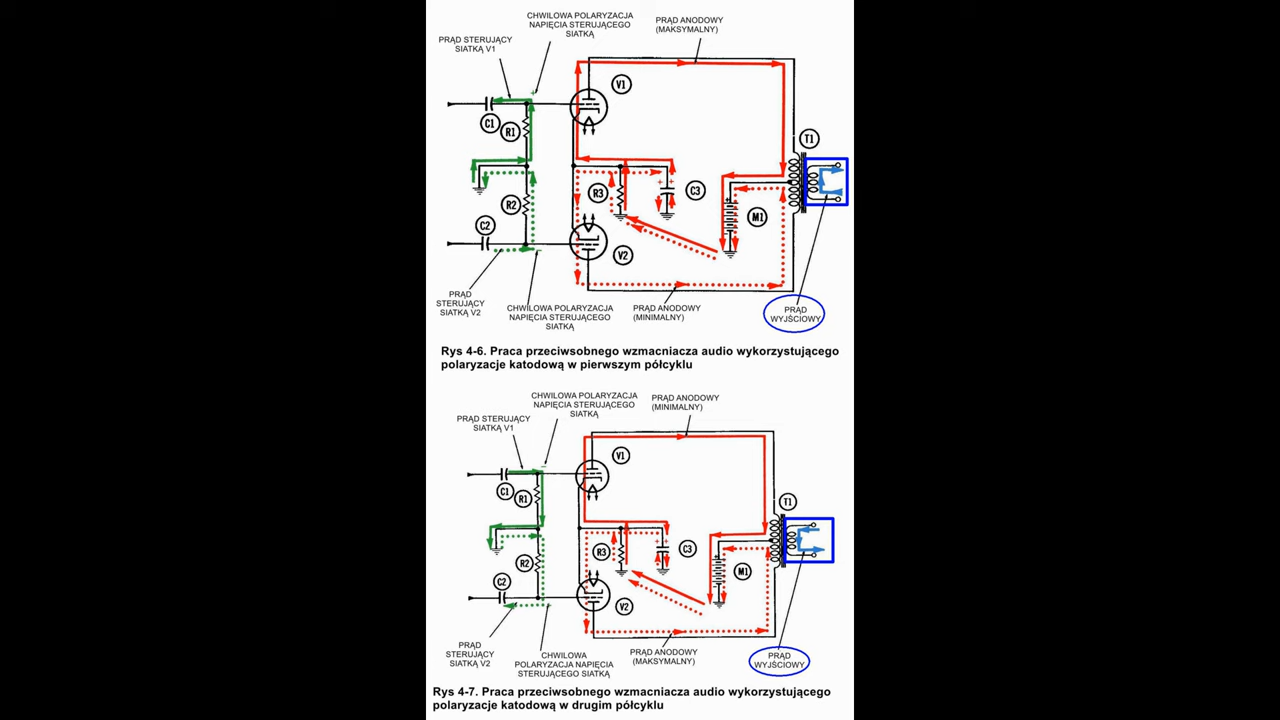 CHWILOWA POLARYZACJA
NAPIĘCIA STERUJĄCEGO
SIATKĄ
PRĄD ANODOWY
(MAKSYMALNY)
PRĄD STERUJĄCY
SIATKĄ V1
V1
C1
R1
T1
R3
C3
R2
M1
C2
V2
PRĄD
STERUJĄCY
SIATKĄ V2
CHWILOWA POLARYZACJA
NAPIĘCIA STERUJĄCEGO
SIATKĄ
PRĄD ANODOWY
(MINIMALNY)
PRĄD
WYJŚCIOWY
Rys 4-6. Praca przeciwsobnego wzmacniacza audio wykorzystującego
polaryzacje katodową w pierwszym półcyklu
CHWILOWA POLARYZACJA
NAPIĘCIA STERUJĄCEGO
SIATKĄ
PRĄD ANODOWY
(MINIMALNY)
PRĄD STERUJĄCY
SIATKĄ V1
V1
C1
R1
T1
R3
C3
R2
M1
C2
V2
PRĄD
STERUJĄCY
SIATKĄ V2
CHWILOWA
POLARYZACJA NAPIĘCIA
STERUJĄCEGO SIATKĄ
PRĄD ANODOWY
(MAKSYMALNY)
PRĄD
WYJŚCIOWY
Rys 4-7. Praca przeciwsobnego wzmacniacza audio wykorzystującego
polaryzacje katodową w drugim półcyklu